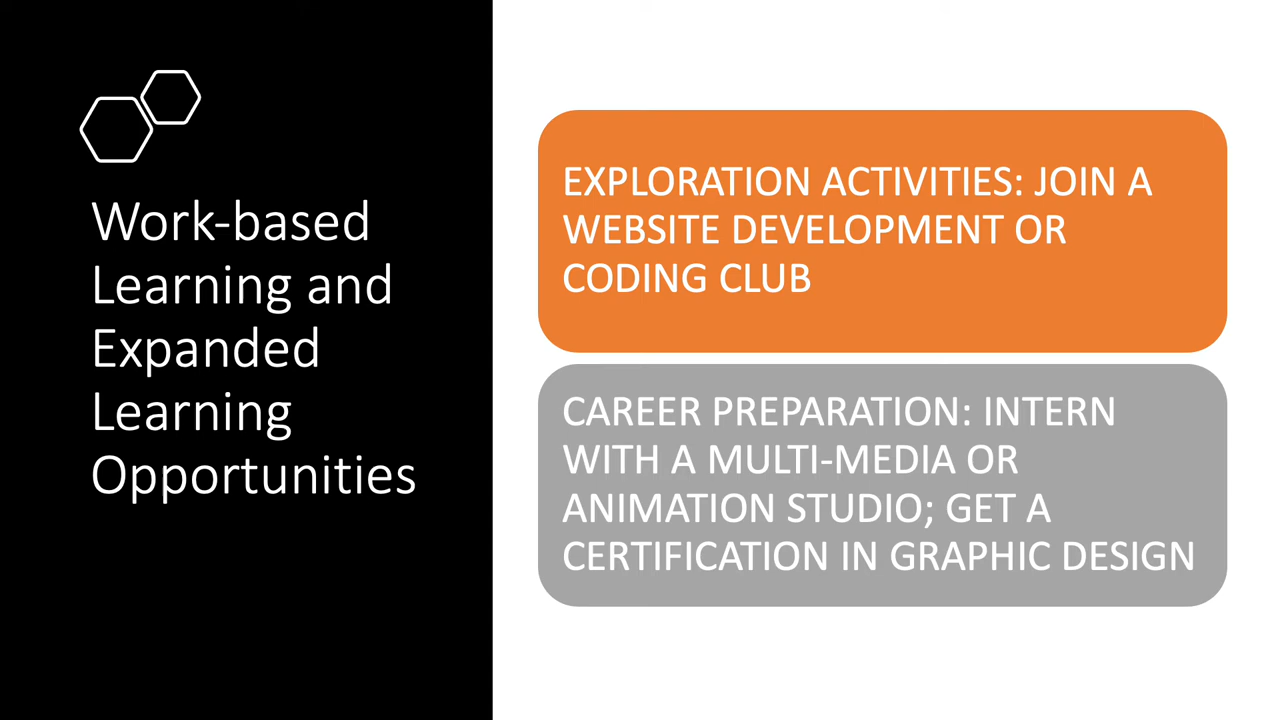 Work-based
Learning and
Expanded
Learning
Opportunities
EXPLORATION ACTIVITIES: JOIN A
WEBSITE DEVELOPMENT OR
CODING CLUB
CAREER PREPARATION: INTERN
WITH A MULTI-MEDIA OR
ANIMATION STUDIO; GET A
CERTIFICATION IN GRAPHIC DESIGN